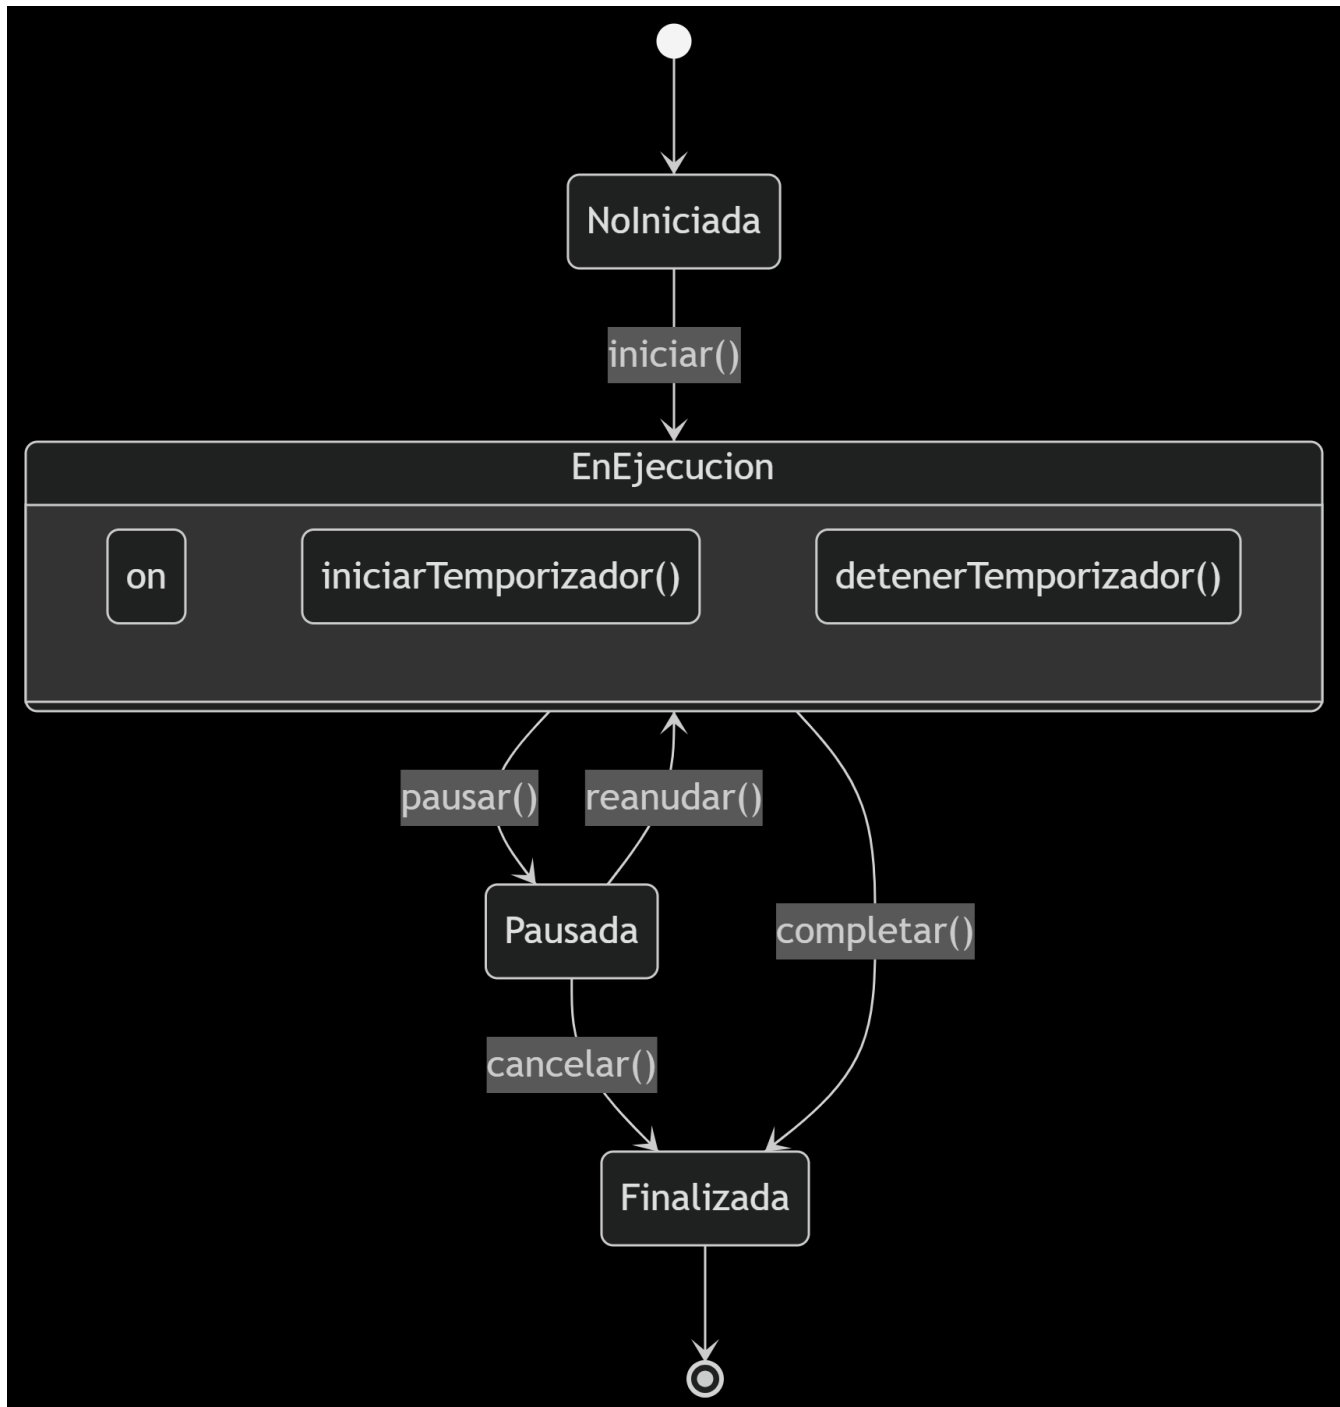 NoIniciada
iniciar()
EnEjecucion
on
iniciarTemporizador()
detenerTemporizador()
pausar()
reanudar()
Pausada
completar()
cancelar()
Finalizada